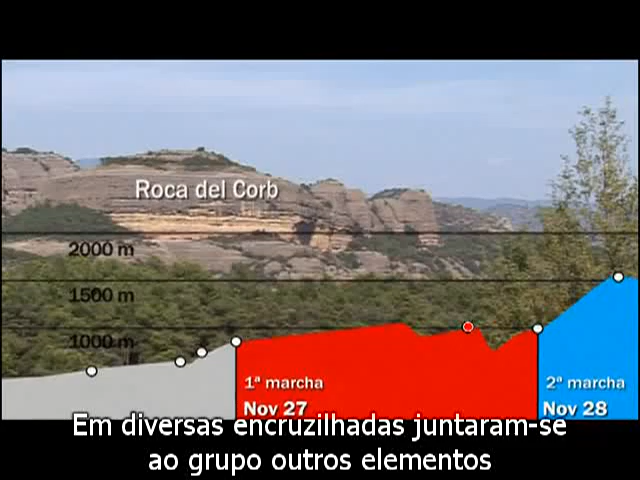 Roca del Corb
2000 m
1500 m
1000 m
1ª marcha
Nov 27
2ª marcha
Nov 28
Em diversas encruzilhadas juntaram-se
ao grupo outros elementos